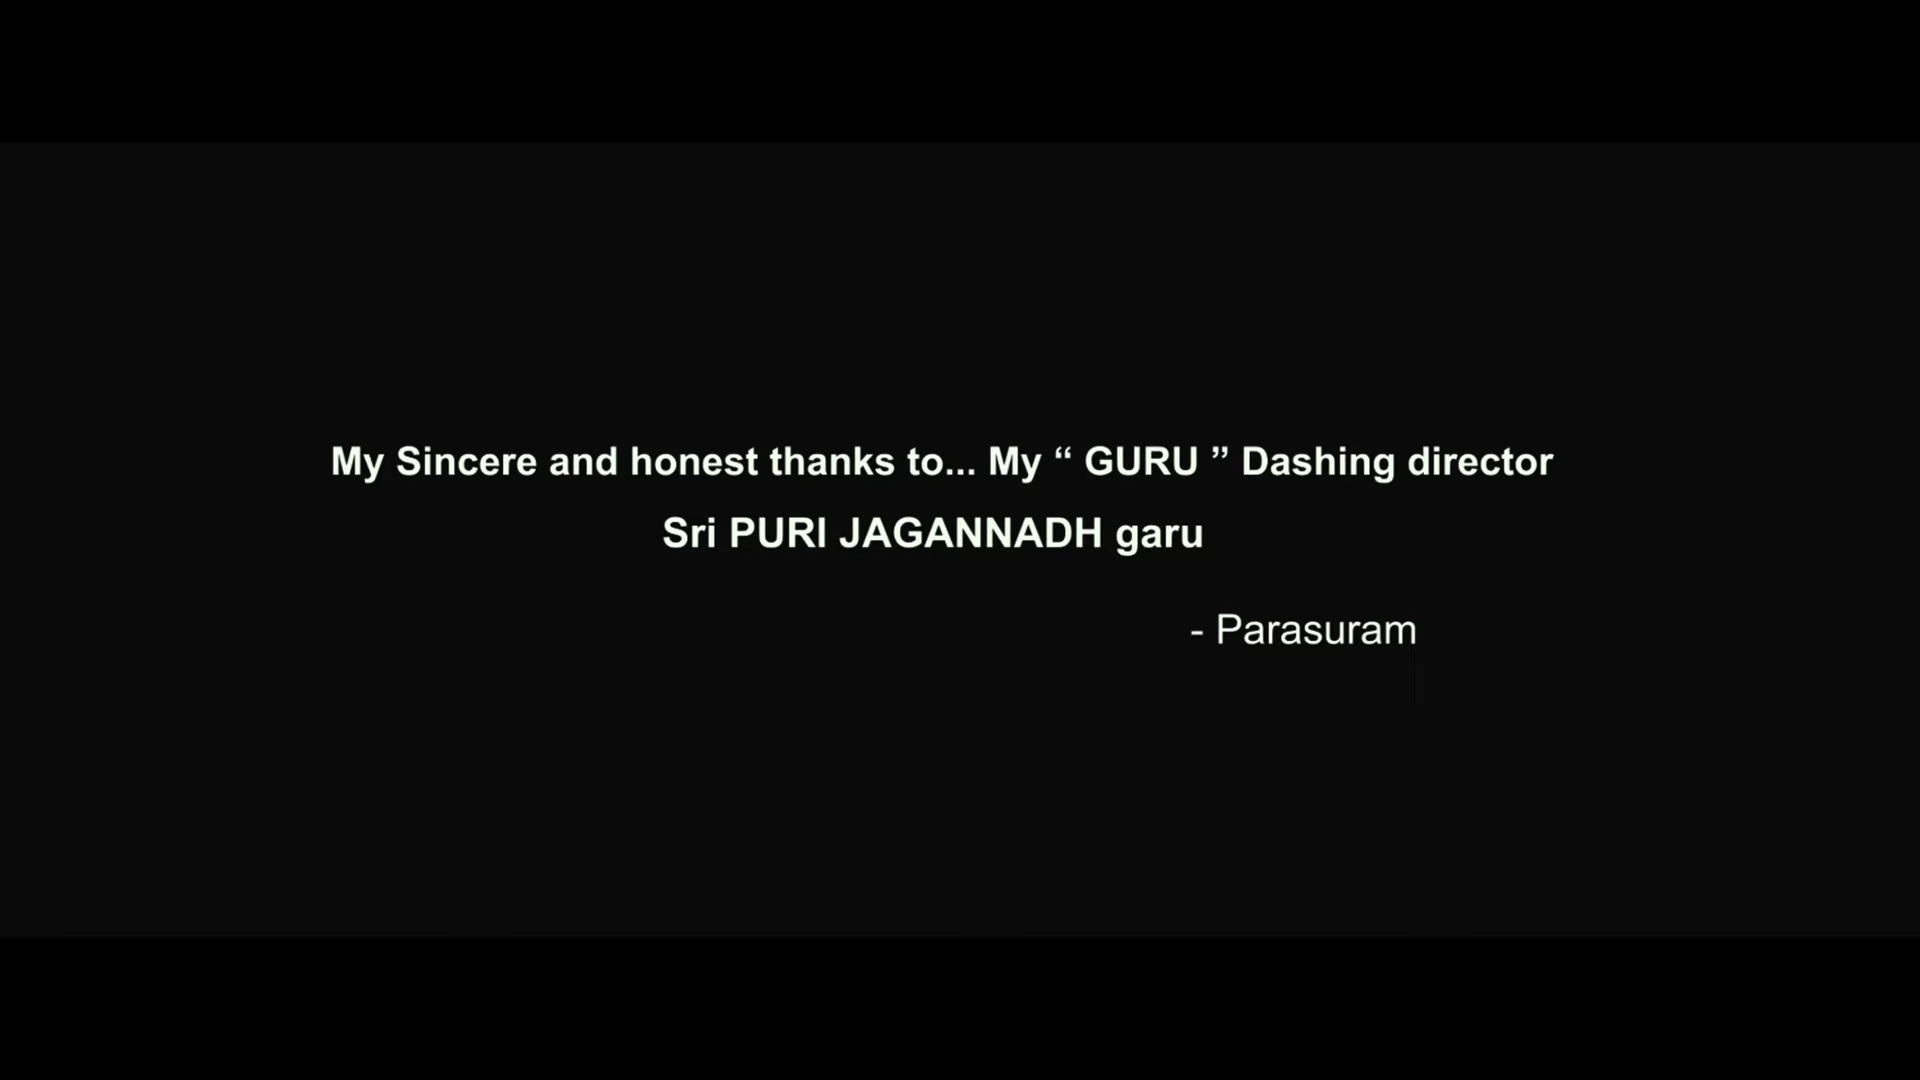 My Sincere and honest thanks to... My “ GURU ” Dashing director
Sri PURI JAGANNADH garu
- Parasuram